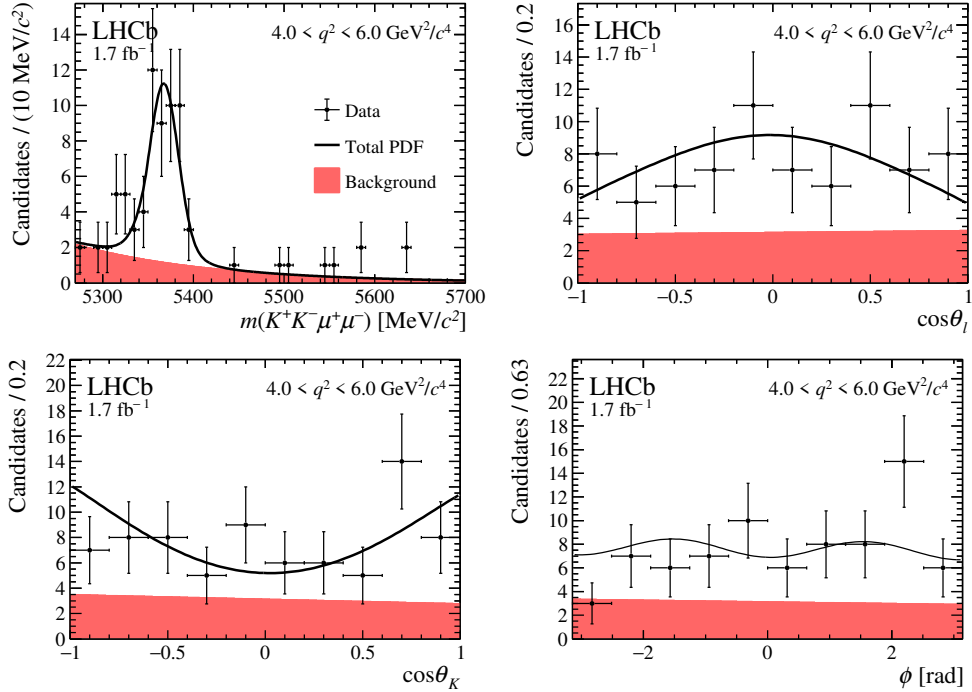 LHCb
1.7 fb⁻¹
4.0 < q² < 6.0 GeV²/c⁴
Data
Total PDF
Background
Candidates / (10 MeV/c²)
14
12
10
8
6
4
2
0
5300 5400 5500 5600 5700
m(K⁺K⁻μ⁺μ⁻) [MeV/c²]
LHCb
1.7 fb⁻¹
4.0 < q² < 6.0 GeV²/c⁴
Candidates / 0.2
16
14
12
10
8
6
4
2
0
−1 −0.5 0 0.5 1
cosθ_l
LHCb
1.7 fb⁻¹
4.0 < q² < 6.0 GeV²/c⁴
Candidates / 0.2
22
20
18
16
14
12
10
8
6
4
2
0
−1 −0.5 0 0.5 1
cosθ_K
LHCb
1.7 fb⁻¹
4.0 < q² < 6.0 GeV²/c⁴
Candidates / 0.63
22
20
18
16
14
12
10
8
6
4
2
0
−2 0 2
ϕ [rad]